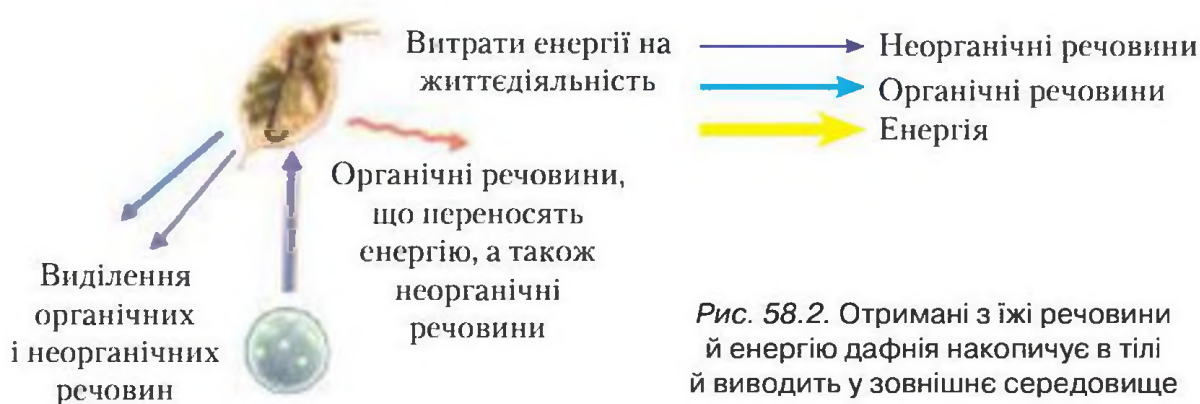 Витрати енергії на
життєдіяльність
Неорганічні речовини
Органічні речовини
Енергія
Органічні речовини,
що переносять
енергію, а також
неорганічні
речовини
Виділення
органічних
і неорганічних
речовин
Рис. 58.2. Отримані з їжі речовини
й енергію дафнія накопичує в тілі
й виводить у зовнішнє середовище